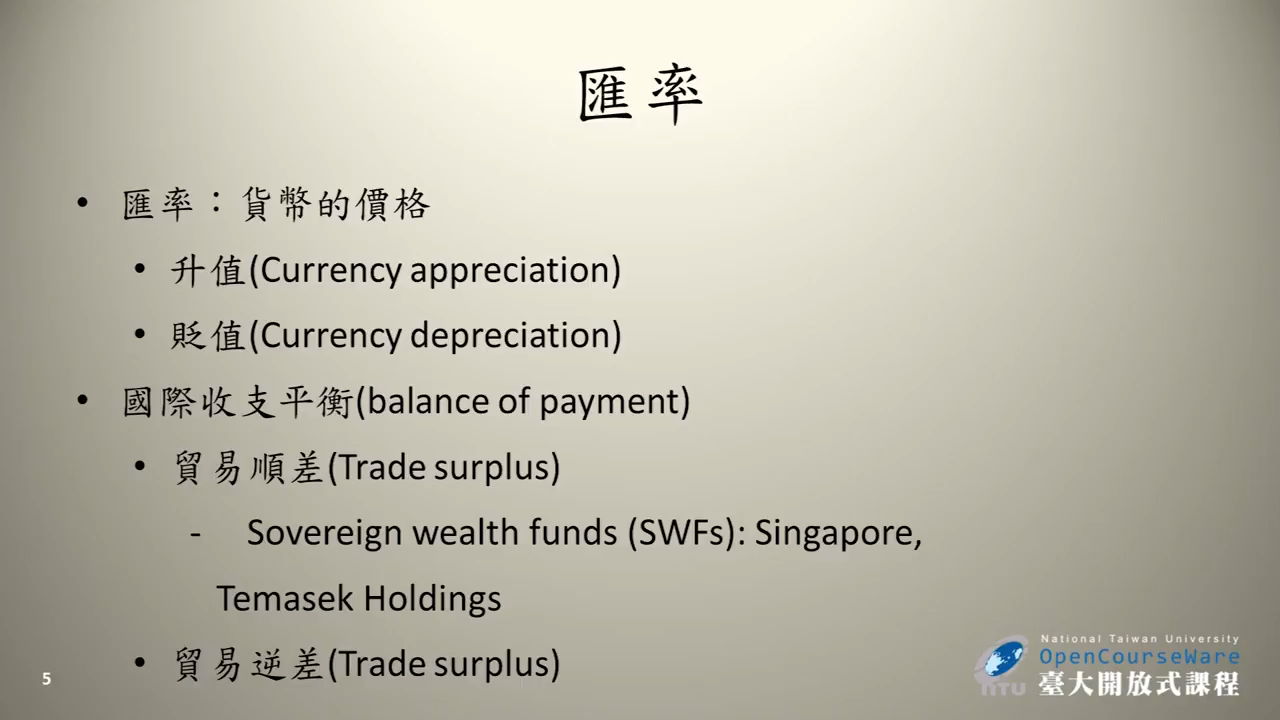 匯率
• 匯率：貨幣的價格
• 升值(Currency appreciation)
• 貶值(Currency depreciation)
• 國際收支平衡(balance of payment)
• 貿易順差(Trade surplus)
- Sovereign wealth funds (SWFs): Singapore,
Temasek Holdings
• 貿易逆差(Trade surplus)
5
National Taiwan University
OpenCourseWare
臺大開放式課程
NTU